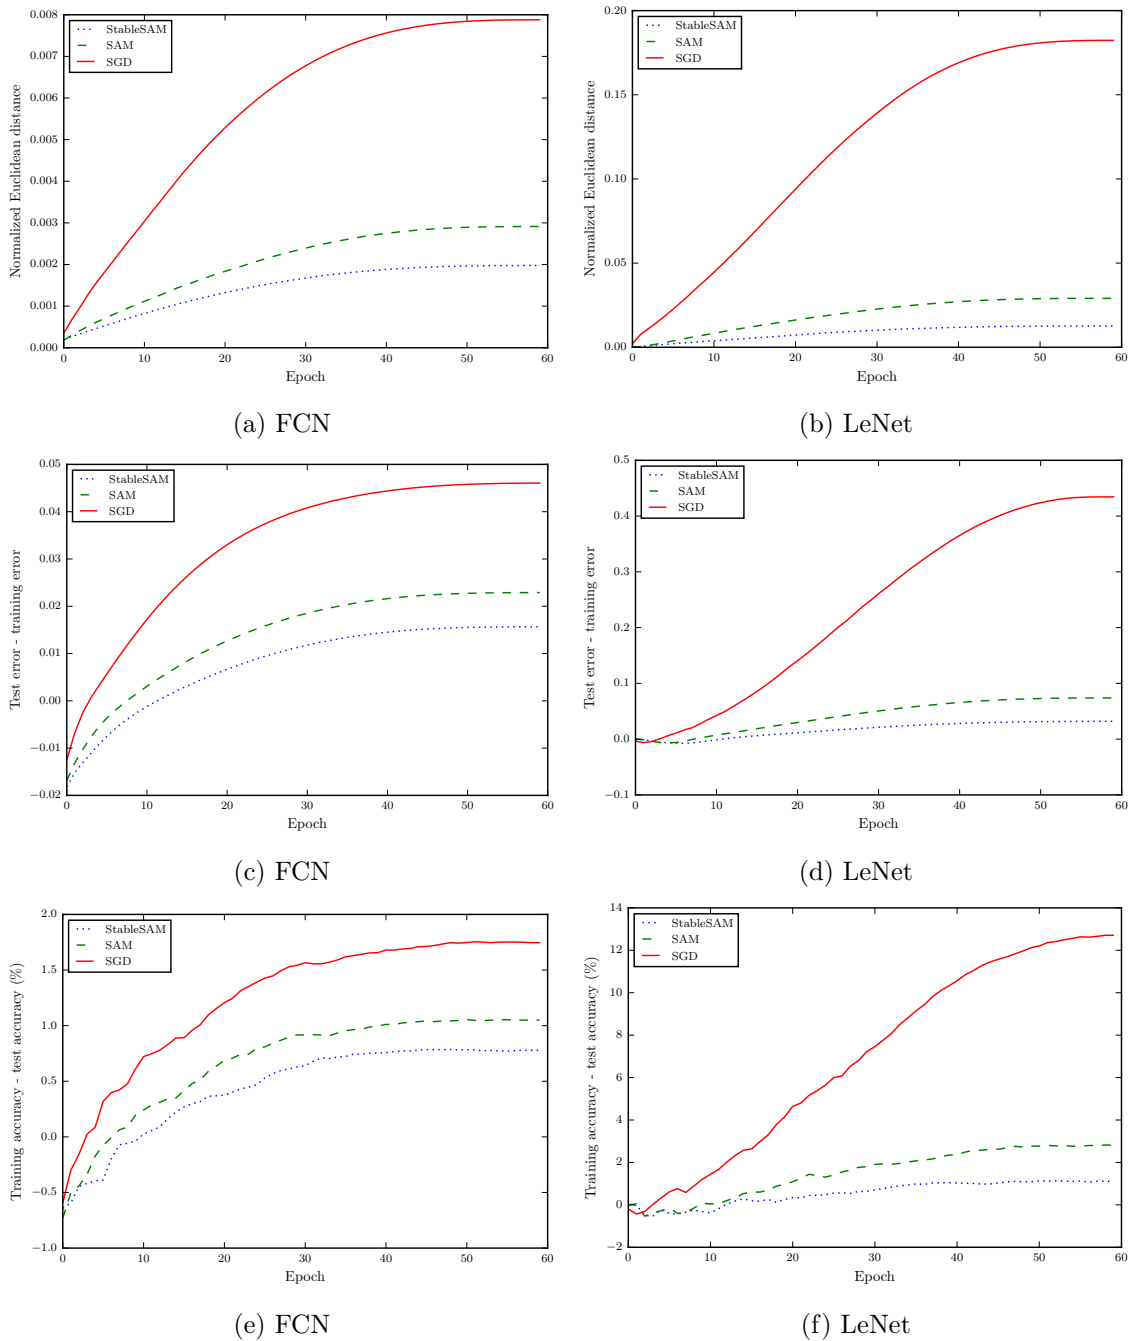 0.008
0.007
0.006
0.005
0.004
0.003
0.002
0.001
0.000
Normalized Euclidean distance
StableSAM
SAM
SGD
0 10 20 30 40 50 60
Epoch
(a) FCN
0.20
0.15
0.10
0.05
0.00
Normalized Euclidean distance
StableSAM
SAM
SGD
0 10 20 30 40 50 60
Epoch
(b) LeNet
0.05
0.04
0.03
0.02
0.01
0.00
−0.01
−0.02
Test error - training error
StableSAM
SAM
SGD
0 10 20 30 40 50 60
Epoch
(c) FCN
0.5
0.4
0.3
0.2
0.1
0.0
−0.1
Test error - training error
StableSAM
SAM
SGD
0 10 20 30 40 50 60
Epoch
(d) LeNet
2.0
1.5
1.0
0.5
0.0
−0.5
−1.0
Training accuracy - test accuracy (%)
StableSAM
SAM
SGD
0 10 20 30 40 50 60
Epoch
(e) FCN
14
12
10
8
6
4
2
0
−2
Training accuracy - test accuracy (%)
StableSAM
SAM
SGD
0 10 20 30 40 50 60
Epoch
(f) LeNet